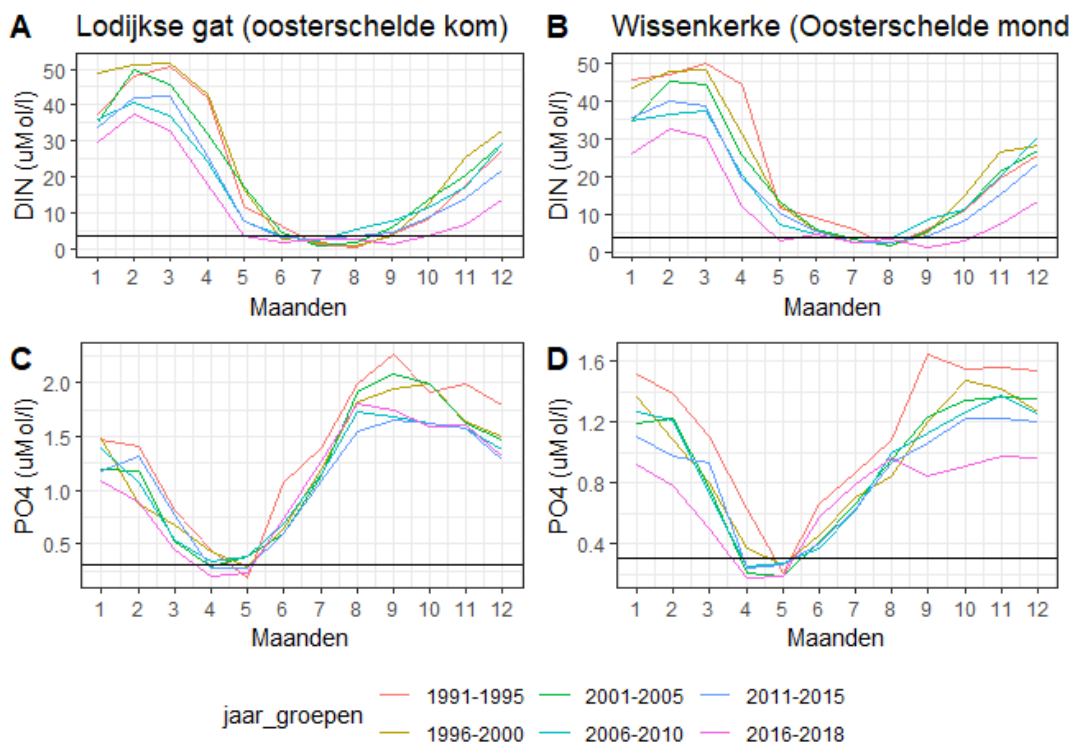 A Lodijkse gat (oosterschelde kom)
B Wissenkerke (Oosterschelde mond
DIN (uMol/l)
50
40
30
20
10
0
1 2 3 4 5 6 7 8 9 10 11 12
Maanden
DIN (uMol/l)
50
40
30
20
10
0
1 2 3 4 5 6 7 8 9 10 11 12
Maanden
C
PO4 (uMol/l)
2.0
1.5
1.0
0.5
1 2 3 4 5 6 7 8 9 10 11 12
Maanden
D
PO4 (uMol/l)
1.6
1.2
0.8
0.4
1 2 3 4 5 6 7 8 9 10 11 12
Maanden
jaar_groepen
1991-1995 2001-2005 2011-2015
1996-2000 2006-2010 2016-2018